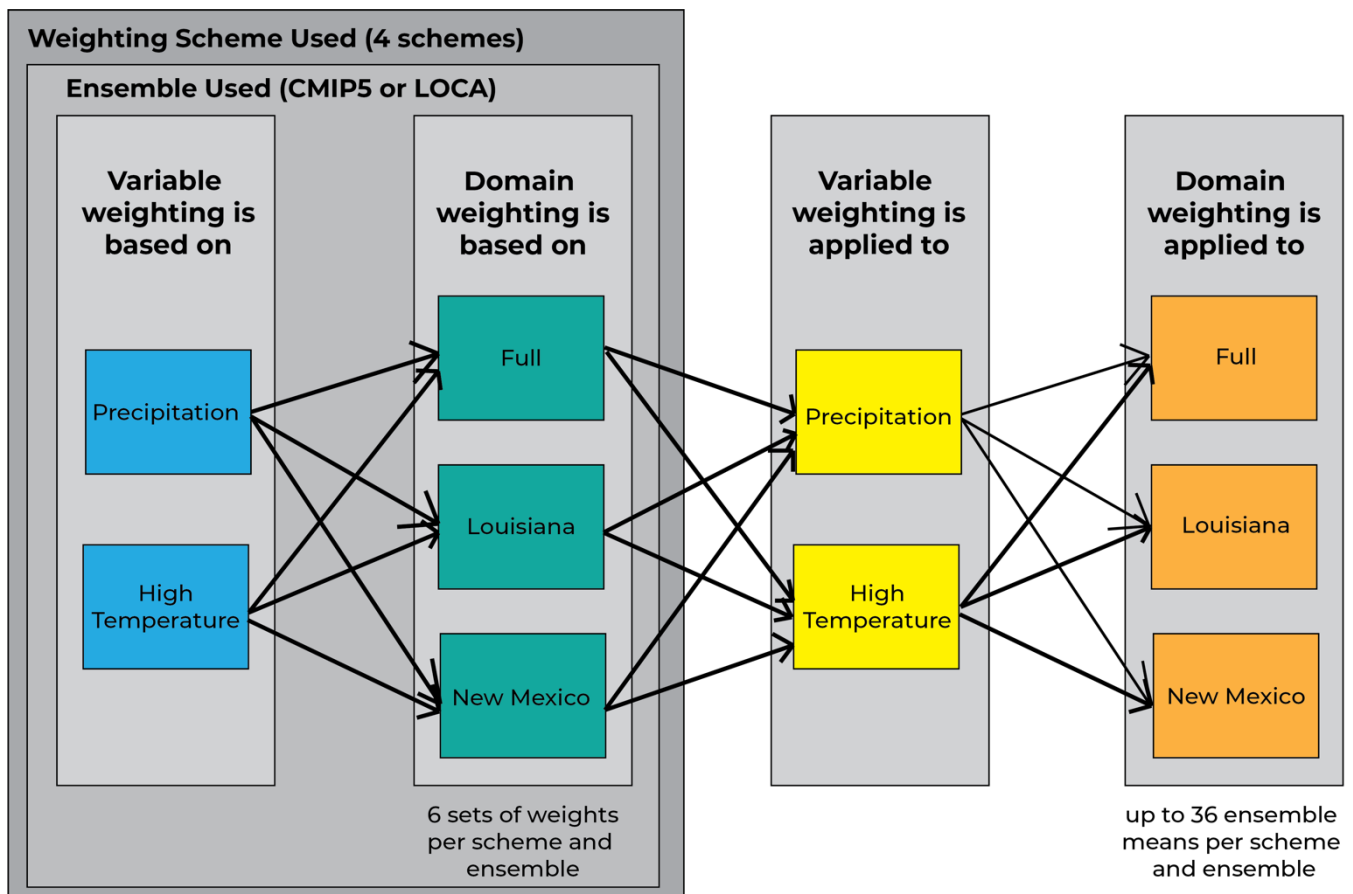 Weighting Scheme Used (4 schemes)
Ensemble Used (CMIP5 or LOCA)
Variable
weighting is
based on
Precipitation
High
Temperature
Domain
weighting is
based on
Full
Louisiana
New Mexico
6 sets of weights
per scheme and
ensemble
Variable
weighting is
applied to
Precipitation
High
Temperature
Domain
weighting is
applied to
Full
Louisiana
New Mexico
up to 36 ensemble
means per scheme
and ensemble